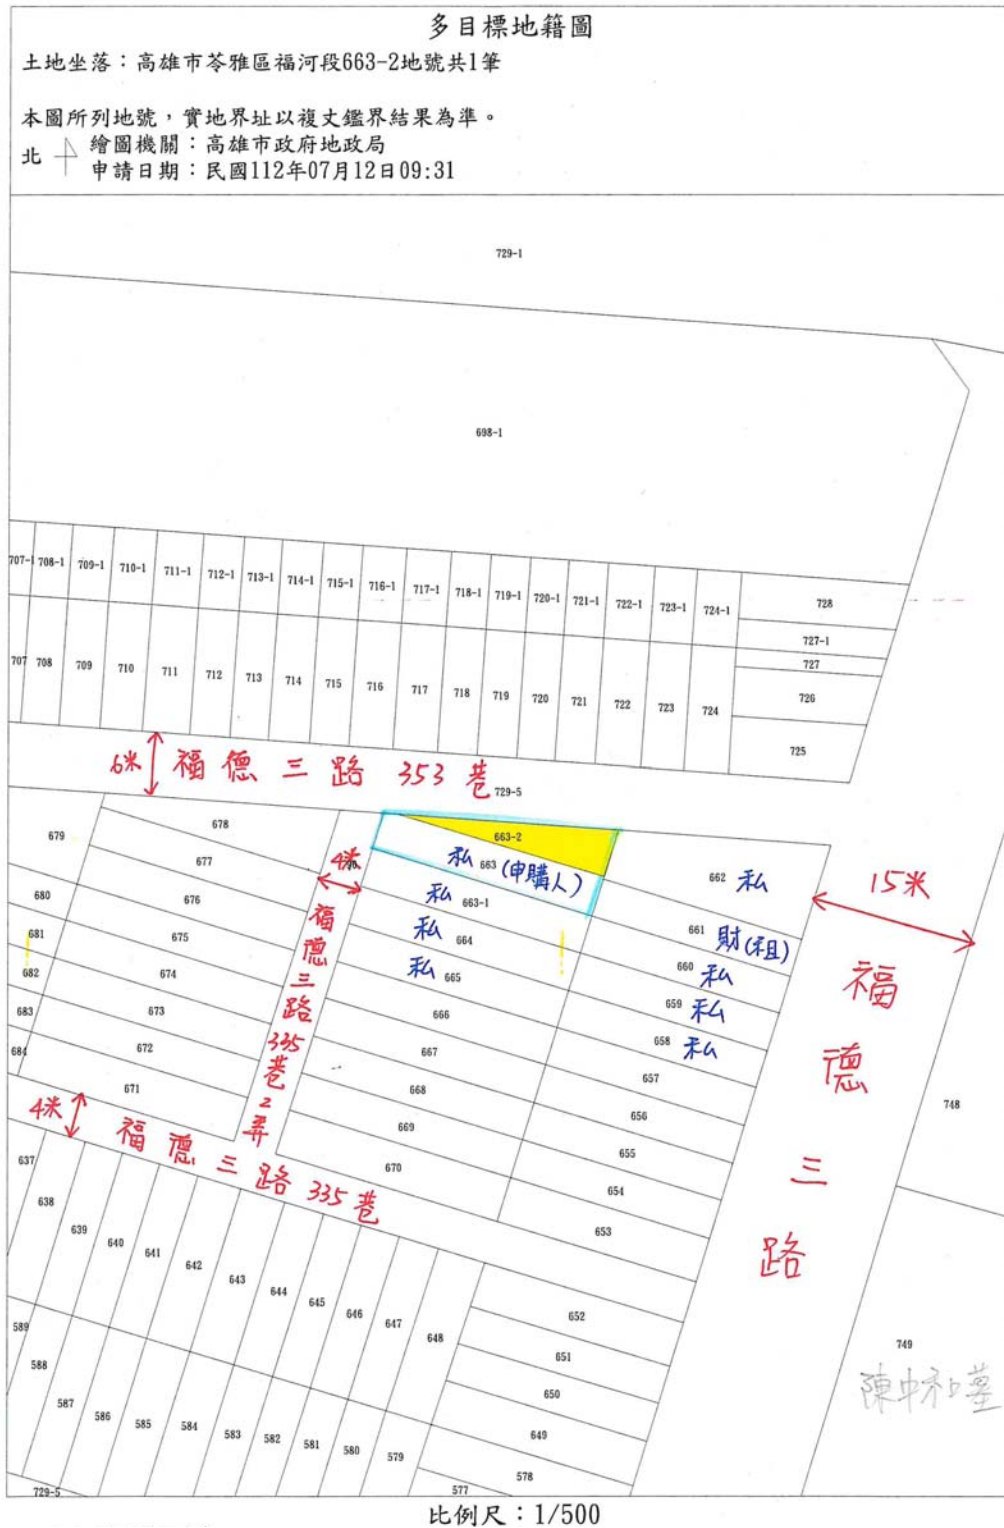 多目標地籍圖
土地坐落：高雄市苓雅區福河段663-2地號共1筆
本圖所列地號，實地界址以複丈鑑界結果為準。
北
繪圖機關：高雄市政府地政局
申請日期：民國112年07月12日09:31
729-1
698-1
707-1 708-1 709-1 710-1 711-1 712-1 713-1 714-1 715-1 716-1 717-1 718-1 719-1 720-1 721-1 722-1 723-1 724-1 728
727-1
727
707 708 709 710 711 712 713 714 715 716 717 718 719 720 721 722 723 724 726
725
6米 福德三路 353巷
729-5
679 678 663-2
677 4米 私 663 (申購人) 662 私 15米
680 676 私 663-1
681 675 私 664 661 財(租)
682 674 私 665 660 私
683 673 666 659 私
684 672 667 658 私
671 668 657
669 656
670 655
654
653
福德三路335巷2弄
福德三路
748
4米 福德三路 335巷
637 638 639 640 641 642 643 644 645 646 647 648 652
651
650
649
589 588 587 586 585 584 583 582 581 580 579 578
577
729-5
749
陳中和墓
比例尺：1/500